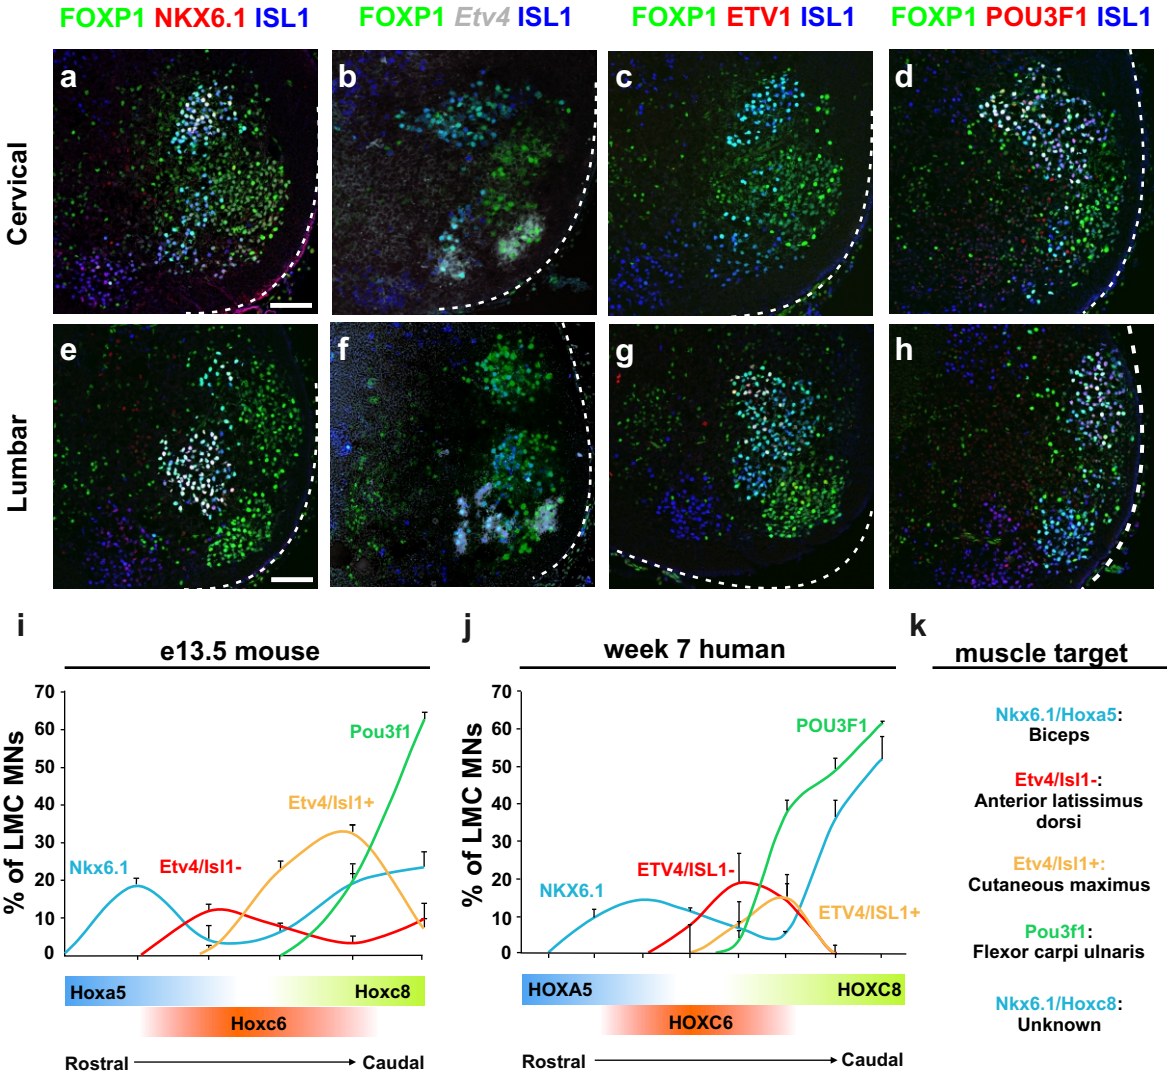 FOXP1 NKX6.1 ISL1
FOXP1 Etv4 ISL1
FOXP1 ETV1 ISL1
FOXP1 POU3F1 ISL1
Cervical
a
b
c
d
Lumbar
e
f
g
h
i
e13.5 mouse
% of LMC MNs
70
60
50
40
30
20
10
0
Nkx6.1
Etv4/Isl1-
Etv4/Isl1+
Pou3f1
Hoxa5
Hoxc8
Hoxc6
Rostral
Caudal
j
week 7 human
% of LMC MNs
70
60
50
40
30
20
10
0
NKX6.1
ETV4/ISL1-
POU3F1
ETV4/ISL1+
HOXA5
HOXC8
HOXC6
Rostral
Caudal
k
muscle target
Nkx6.1/Hoxa5:
Biceps
Etv4/Isl1-:
Anterior latissimus
dorsi
Etv4/Isl1+:
Cutaneous maximus
Pou3f1:
Flexor carpi ulnaris
Nkx6.1/Hoxc8:
Unknown